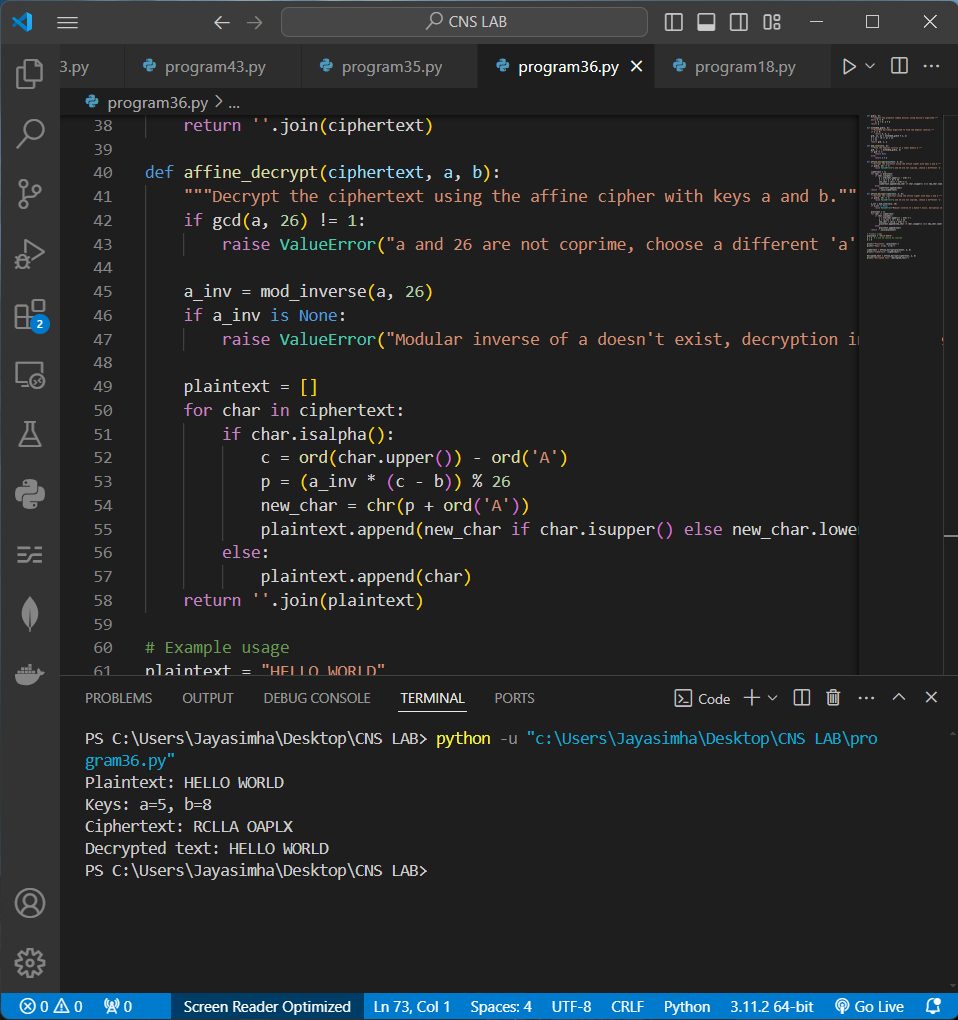 CNS LAB
3.py
program43.py
program35.py
program36.py
program18.py
program36.py > ...
38 return ''.join(ciphertext)
39
40 def affine_decrypt(ciphertext, a, b):
41 """Decrypt the ciphertext using the affine cipher with keys a and b."""
42 if gcd(a, 26) != 1:
43 raise ValueError("a and 26 are not coprime, choose a different 'a'
44
45 a_inv = mod_inverse(a, 26)
46 if a_inv is None:
47 raise ValueError("Modular inverse of a doesn't exist, decryption
48
49 plaintext = []
50 for char in ciphertext:
51 if char.isalpha():
52 c = ord(char.upper()) - ord('A')
53 p = (a_inv * (c - b)) % 26
54 new_char = chr(p + ord('A'))
55 plaintext.append(new_char if char.isupper() else new_char.lowe
56 else:
57 plaintext.append(char)
58 return ''.join(plaintext)
59
60 # Example usage
61 plaintext = "HELLO WORLD"
2
PROBLEMS OUTPUT DEBUG CONSOLE TERMINAL PORTS
Code
PS C:\Users\Jayasimha\Desktop\CNS LAB> python -u "c:\Users\Jayasimha\Desktop\CNS LAB\pro
gram36.py"
Plaintext: HELLO WORLD
Keys: a=5, b=8
Ciphertext: RCLLA OAPLX
Decrypted text: HELLO WORLD
PS C:\Users\Jayasimha\Desktop\CNS LAB>
0 0 0 Screen Reader Optimized Ln 73, Col 1 Spaces: 4 UTF-8 CRLF Python 3.11.2 64-bit Go Live